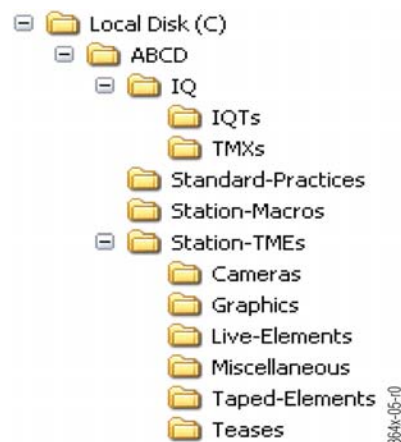 Local Disk (C)
ABCD
IQ
IQTs
TMXs
Standard-Practices
Station-Macros
Station-TMEs
Cameras
Graphics
Live-Elements
Miscellaneous
Taped-Elements
Teases